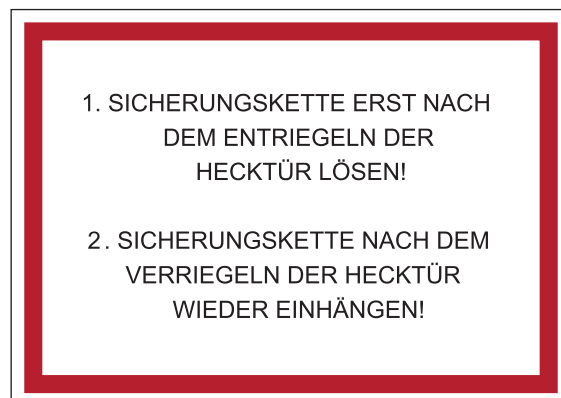 1. SICHERUNGSKETTE ERST NACH
DEM ENTRIEGELN DER
HECKTÜR LÖSEN!
2. SICHERUNGSKETTE NACH DEM
VERRIEGELN DER HECKTÜR
WIEDER EINHÄNGEN!